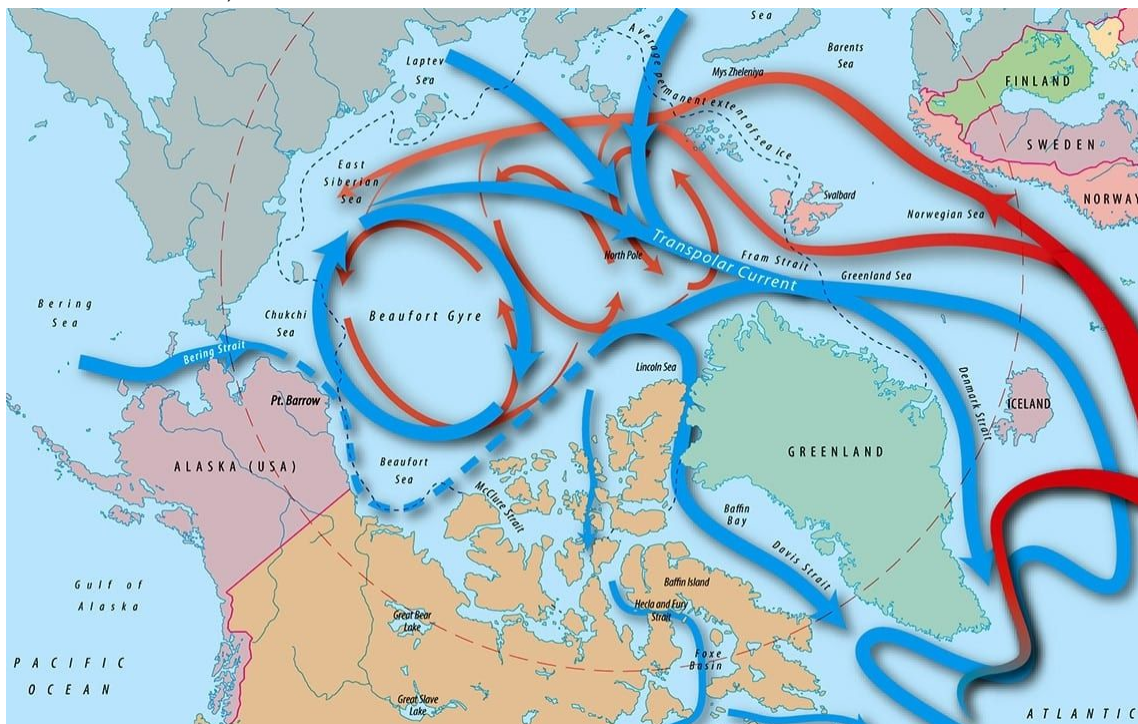 Sea
Barents
Sea
Laptev
Sea
Average permanent extent of sea ice
Mys Zheleniya
FINLAND
SWEDEN
NORWAY
East
Siberian
Sea
Svalbard
Norwegian Sea
Transpolar Current
North Pole
Fram Strait
Greenland Sea
Bering
Sea
Chukchi
Sea
Beaufort Gyre
Bering Strait
Lincoln Sea
Pt. Barrow
Denmark Strait
ICELAND
ALASKA (USA)
Beaufort
Sea
McClure Strait
GREENLAND
Baffin
Bay
Davis Strait
Gulf of
Alaska
Baffin Island
Hecla and Fury
Strait
Great Bear
Lake
Foxe
Basin
PACIFIC
OCEAN
Great Slave
Lake
ATLANTIC